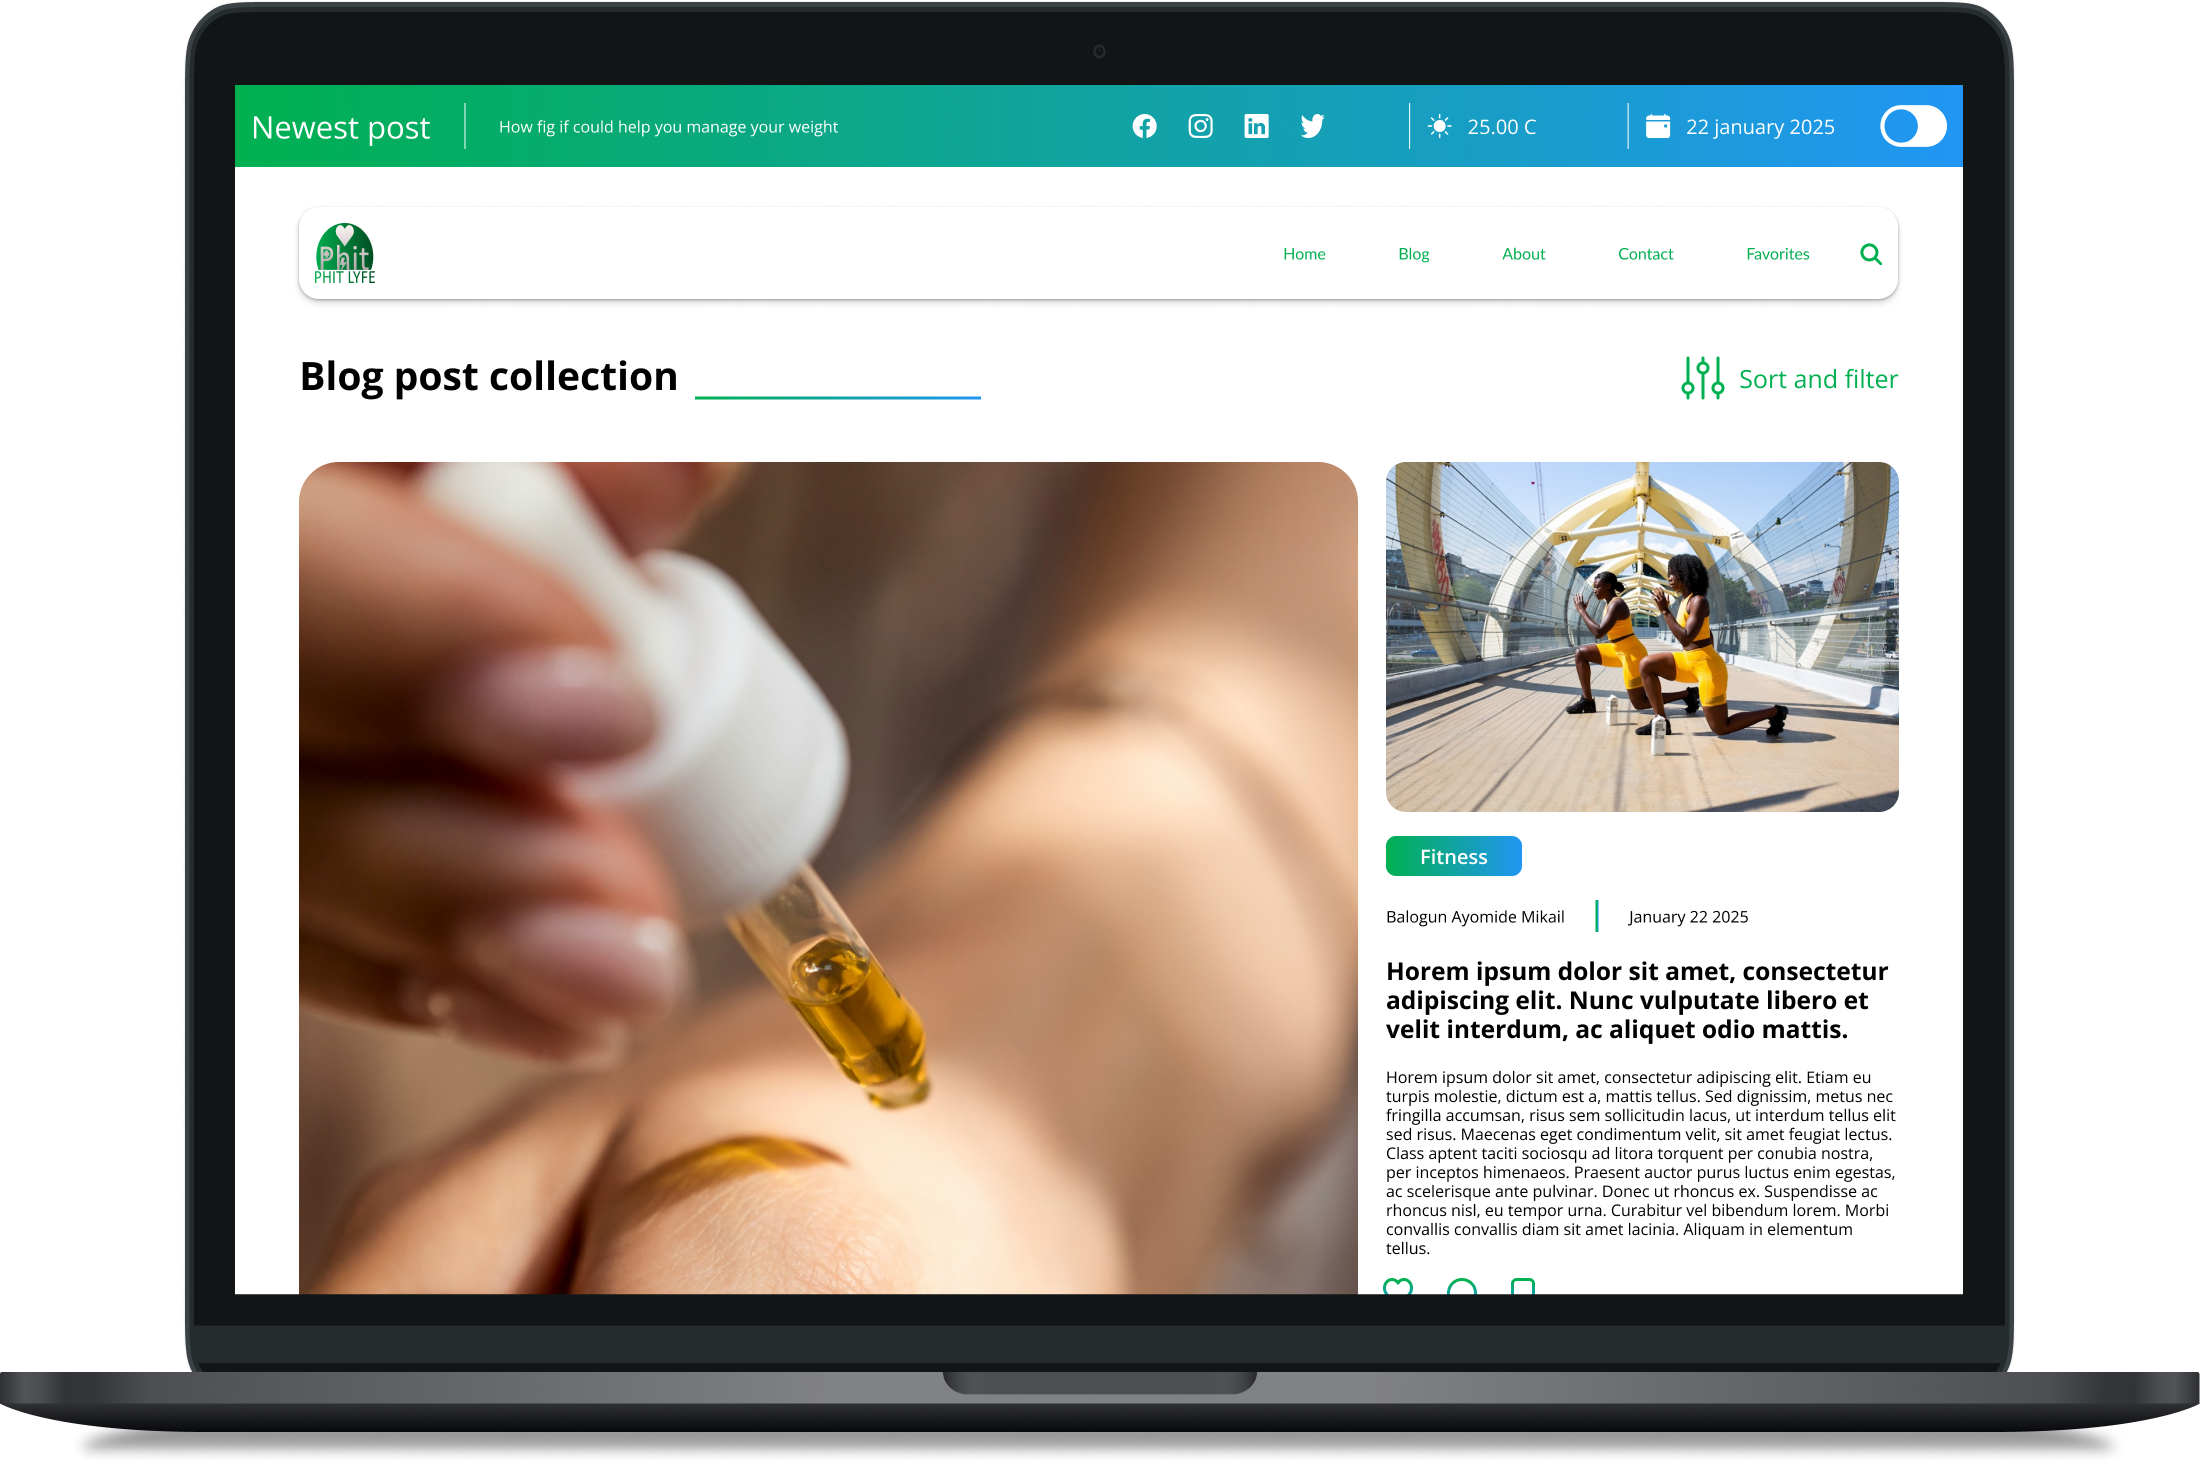 Newest post
How fig if could help you manage your weight
25.00 C
22 january 2025
Phit
PHIT LYFE
Home
Blog
About
Contact
Favorites
Blog post collection
Sort and filter
Fitness
Balogun Ayomide Mikail
January 22 2025
Horem ipsum dolor sit amet, consectetur
adipiscing elit. Nunc vulputate libero et
velit interdum, ac aliquet odio mattis.
Horem ipsum dolor sit amet, consectetur adipiscing elit. Etiam eu
turpis molestie, dictum est a, mattis tellus. Sed dignissim, metus nec
fringilla accumsan, risus sem sollicitudin lacus, ut interdum tellus elit
sed risus. Maecenas eget condimentum velit, sit amet feugiat lectus.
Class aptent taciti sociosqu ad litora torquent per conubia nostra,
per inceptos himenaeos. Praesent auctor purus luctus enim egestas,
ac scelerisque ante pulvinar. Donec ut rhoncus ex. Suspendisse ac
rhoncus nisl, eu tempor urna. Curabitur vel bibendum lorem. Morbi
convallis convallis diam sit amet lacinia. Aliquam in elementum
tellus.